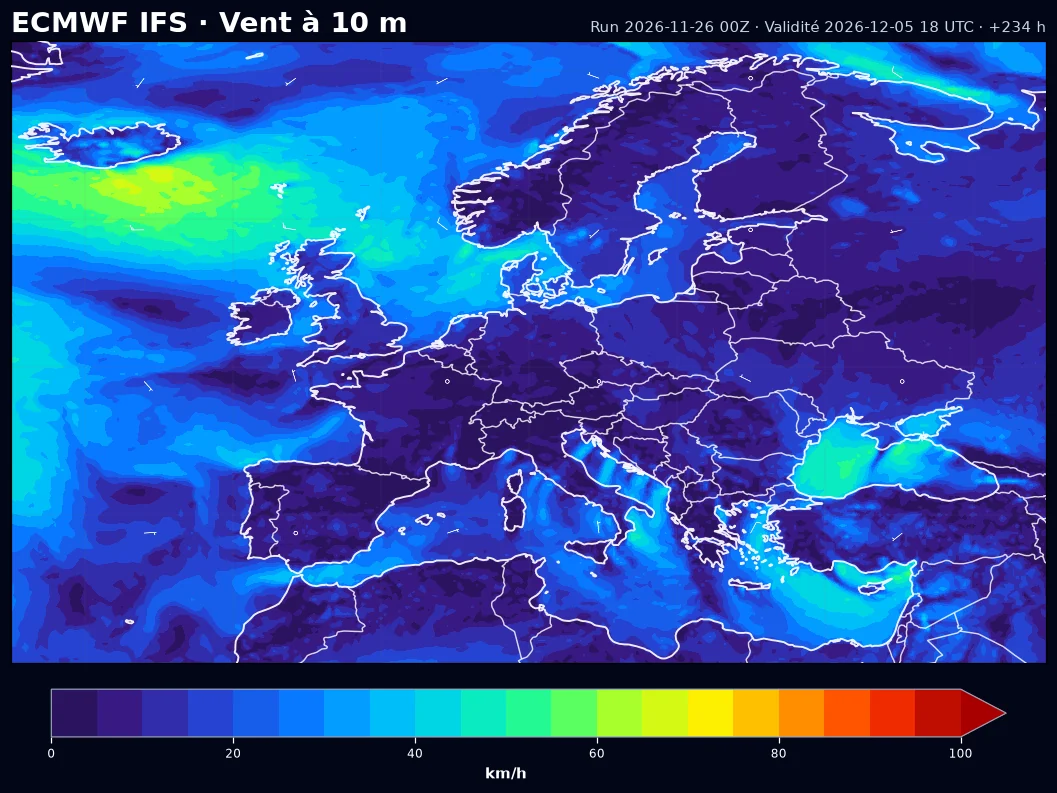 ECMWF IFS · Vent à 10 m
Run 2026-11-26 00Z · Validité 2026-12-05 18 UTC · +234 h
0 20 40 60 80 100
km/h